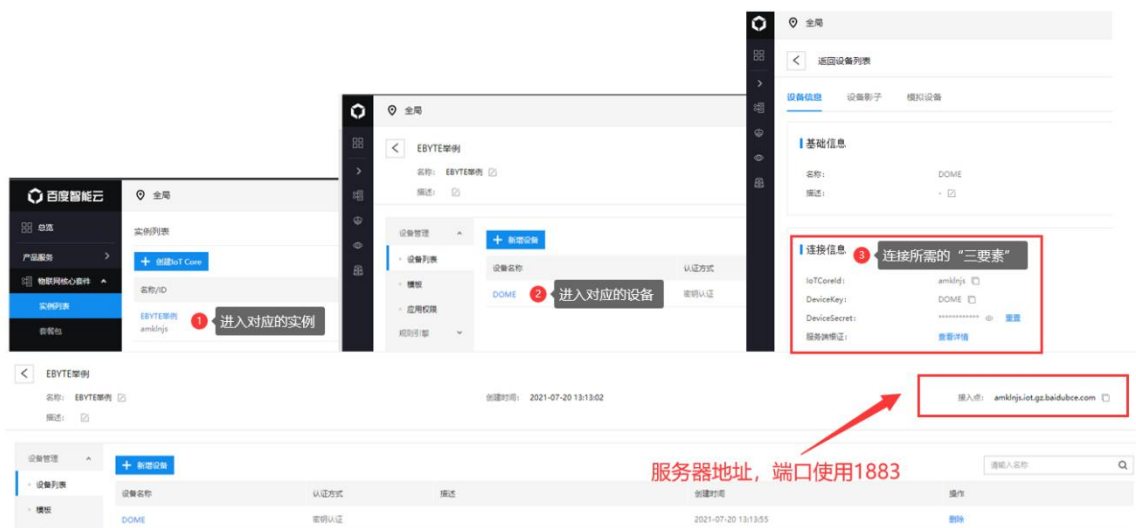 百度智能云
全局
总览
产品服务
物联网核心套件
实例列表
套餐包
实例列表
+ 创建IoT Core
名称/ID
EBYTE举例
amklnjs
1
进入对应的实例
全局
EBYTE举例
名称: EBYTE举例
描述:
设备管理
设备列表
模板
应用权限
规则引擎
+ 新增设备
设备名称
认证方式
DOME
2
进入对应的设备
密钥认证
全局
返回设备列表
设备信息
设备影子
模拟设备
基础信息
名称: DOME
描述: -
连接信息
3
连接所需的“三要素”
IoTCoreId: amklnjs
DeviceKey: DOME
DeviceSecret: ************ 重置
服务端根证: 查看详情
EBYTE举例
名称: EBYTE举例
创建时间: 2021-07-20 13:13:02
接入点: amklnjs.iot.gz.baidubce.com
描述:
设备管理
设备列表
模板
+ 新增设备
服务器地址，端口使用1883
请输入名称
设备名称
认证方式
描述
创建时间
操作
DOME
密钥认证
2021-07-20 13:13:55
删除